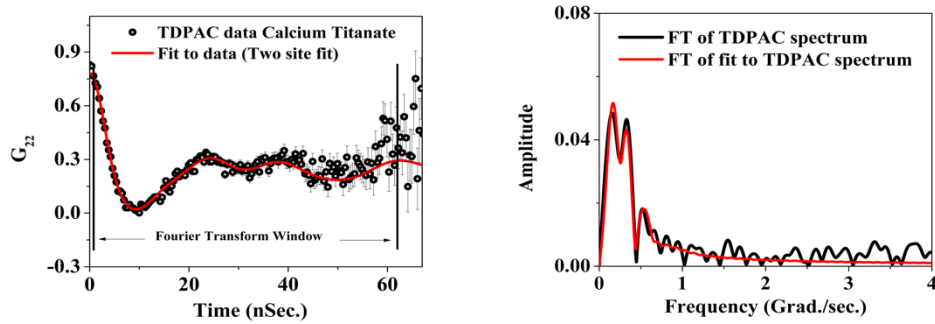 0.9
0.6
0.3
0.0
-0.3
G22
TDPAC data Calcium Titanate
Fit to data (Two site fit)
Fourier Transform Window
0 20 40 60
Time (nSec.)
0.08
0.04
0.00
Amplitude
FT of TDPAC spectrum
FT of fit to TDPAC spectrum
0 1 2 3 4
Frequency (Grad./sec.)